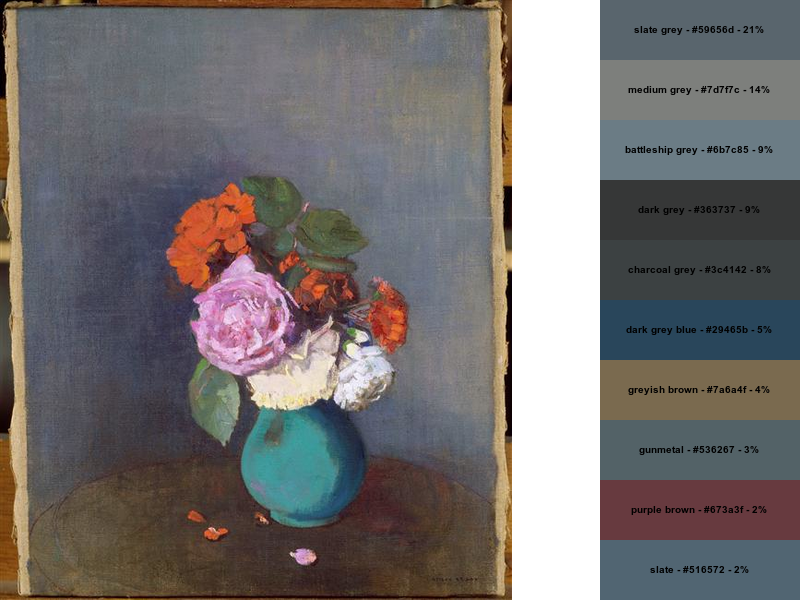 slate grey - #59656d - 21%
medium grey - #7d7f7c - 14%
battleship grey - #6b7c85 - 9%
dark grey - #363737 - 9%
charcoal grey - #3c4142 - 8%
dark grey blue - #29465b - 5%
greyish brown - #7a6a4f - 4%
gunmetal - #536267 - 3%
purple brown - #673a3f - 2%
slate - #516572 - 2%